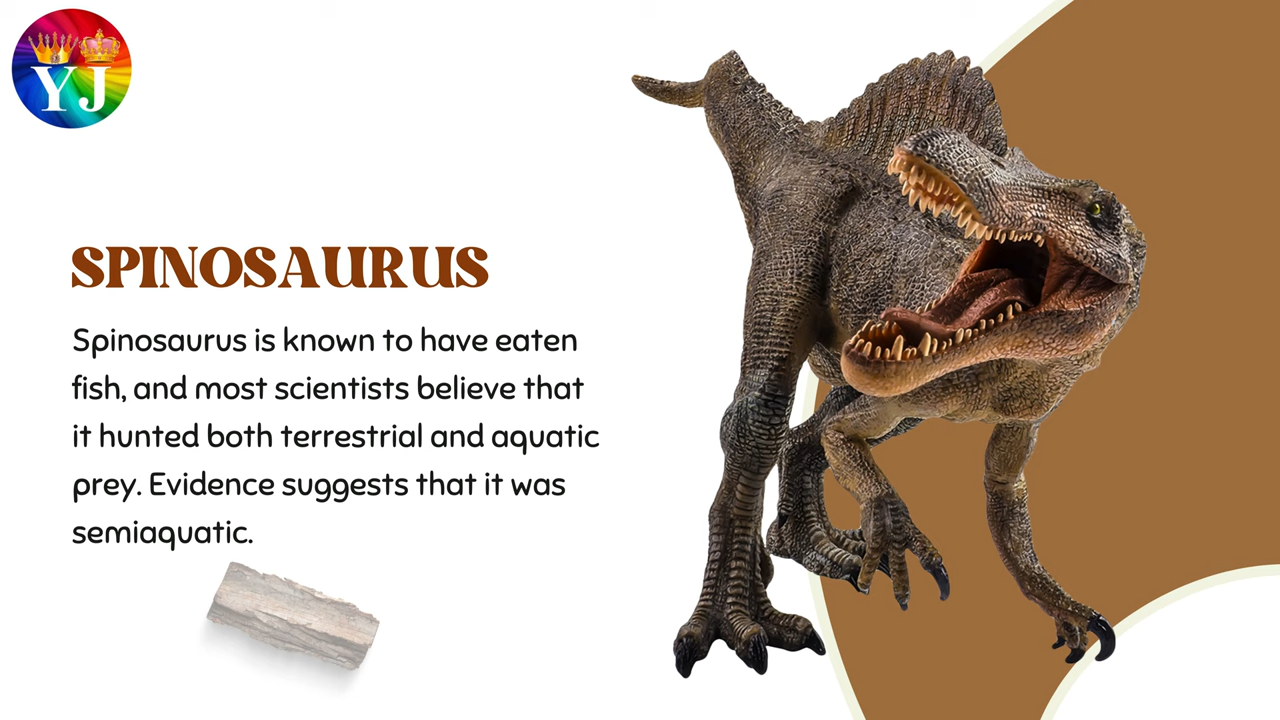 YJ
SPINOSAURUS
Spinosaurus is known to have eaten
fish, and most scientists believe that
it hunted both terrestrial and aquatic
prey. Evidence suggests that it was
semiaquatic.